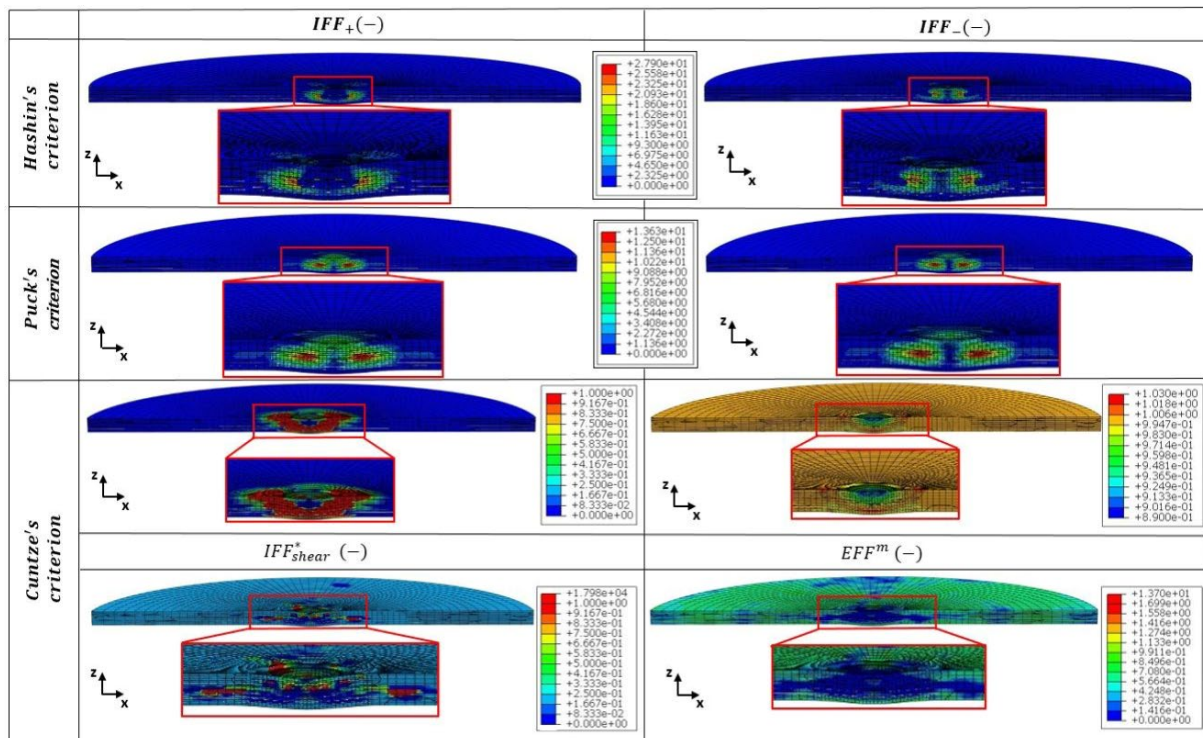 IFF+(−)
IFF−(−)
Hashin's
criterion
+2.790e+01
+2.558e+01
+2.325e+01
+2.093e+01
+1.860e+01
+1.628e+01
+1.395e+01
+1.163e+01
+9.300e+00
+6.975e+00
+4.650e+00
+2.325e+00
+0.000e+00
z
x
z
x
Puck's
criterion
+1.363e+01
+1.250e+01
+1.136e+01
+1.022e+01
+9.088e+00
+7.952e+00
+6.816e+00
+5.680e+00
+4.544e+00
+3.408e+00
+2.272e+00
+1.136e+00
+0.000e+00
z
x
z
x
Cuntze's
criterion
+1.000e+00
+9.167e-01
+8.333e-01
+7.500e-01
+6.667e-01
+5.833e-01
+5.000e-01
+4.167e-01
+3.333e-01
+2.500e-01
+1.667e-01
+8.333e-02
+0.000e+00
z
x
+1.030e+00
+1.018e+00
+1.006e+00
+9.947e-01
+9.830e-01
+9.714e-01
+9.598e-01
+9.481e-01
+9.365e-01
+9.249e-01
+9.133e-01
+9.016e-01
+8.900e-01
z
x
IFF*shear (−)
EFFm (−)
+1.798e+04
+1.000e+00
+9.167e-01
+8.333e-01
+7.500e-01
+6.667e-01
+5.833e-01
+5.000e-01
+4.167e-01
+3.333e-01
+2.500e-01
+1.667e-01
+8.333e-02
+0.000e+00
z
x
+1.370e+01
+1.699e+00
+1.558e+00
+1.416e+00
+1.274e+00
+1.133e+00
+9.911e-01
+8.496e-01
+7.080e-01
+5.664e-01
+4.248e-01
+2.832e-01
+1.416e-01
+0.000e+00
z
x